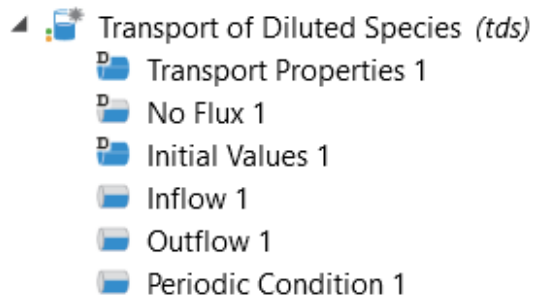 Transport of Diluted Species (tds)
D Transport Properties 1
D No Flux 1
D Initial Values 1
Inflow 1
Outflow 1
Periodic Condition 1